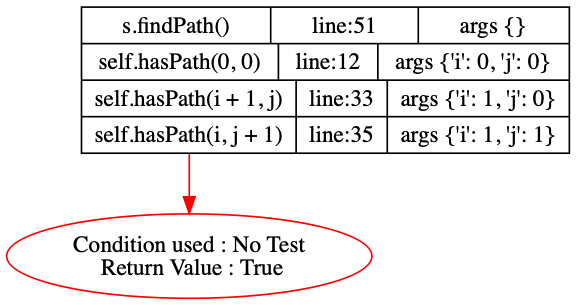 s.findPath() line:51 args {}
self.hasPath(0, 0) line:12 args {'i': 0, 'j': 0}
self.hasPath(i + 1, j) line:33 args {'i': 1, 'j': 0}
self.hasPath(i, j + 1) line:35 args {'i': 1, 'j': 1}
Condition used : No Test
Return Value : True